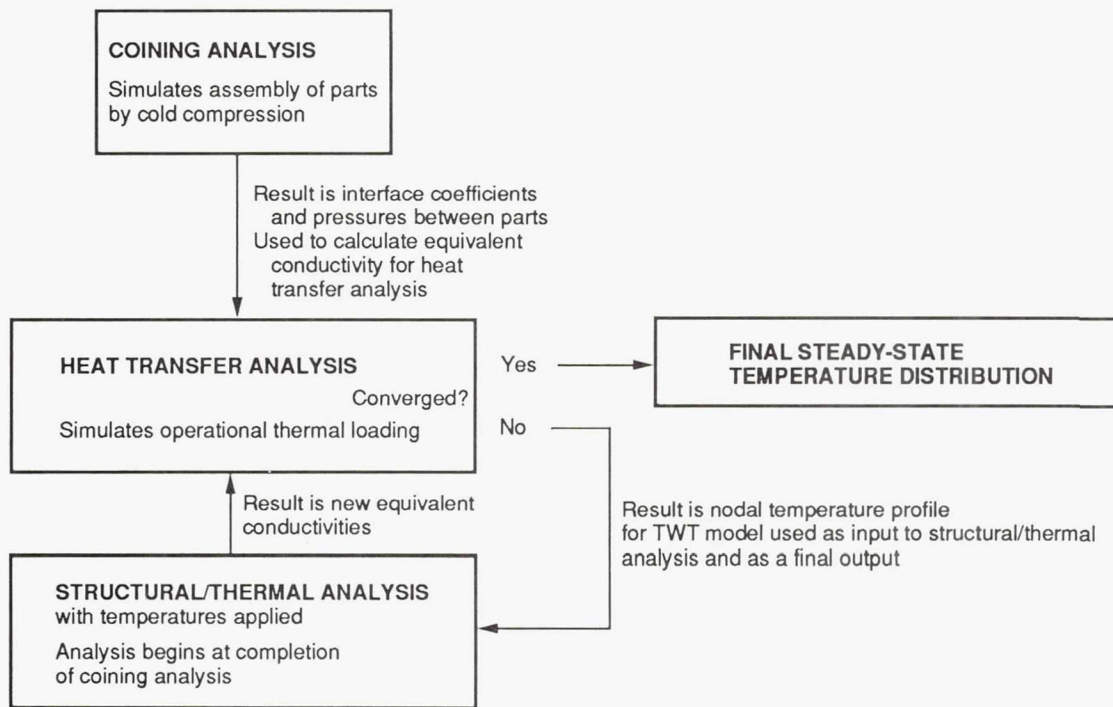 COINING ANALYSIS
Simulates assembly of parts
by cold compression
Result is interface coefficients
and pressures between parts
Used to calculate equivalent
conductivity for heat
transfer analysis
HEAT TRANSFER ANALYSIS
Converged?
Simulates operational thermal loading
Yes
No
FINAL STEADY-STATE
TEMPERATURE DISTRIBUTION
Result is new equivalent
conductivities
Result is nodal temperature profile
for TWT model used as input to structural/thermal
analysis and as a final output
STRUCTURAL/THERMAL ANALYSIS
with temperatures applied
Analysis begins at completion
of coining analysis